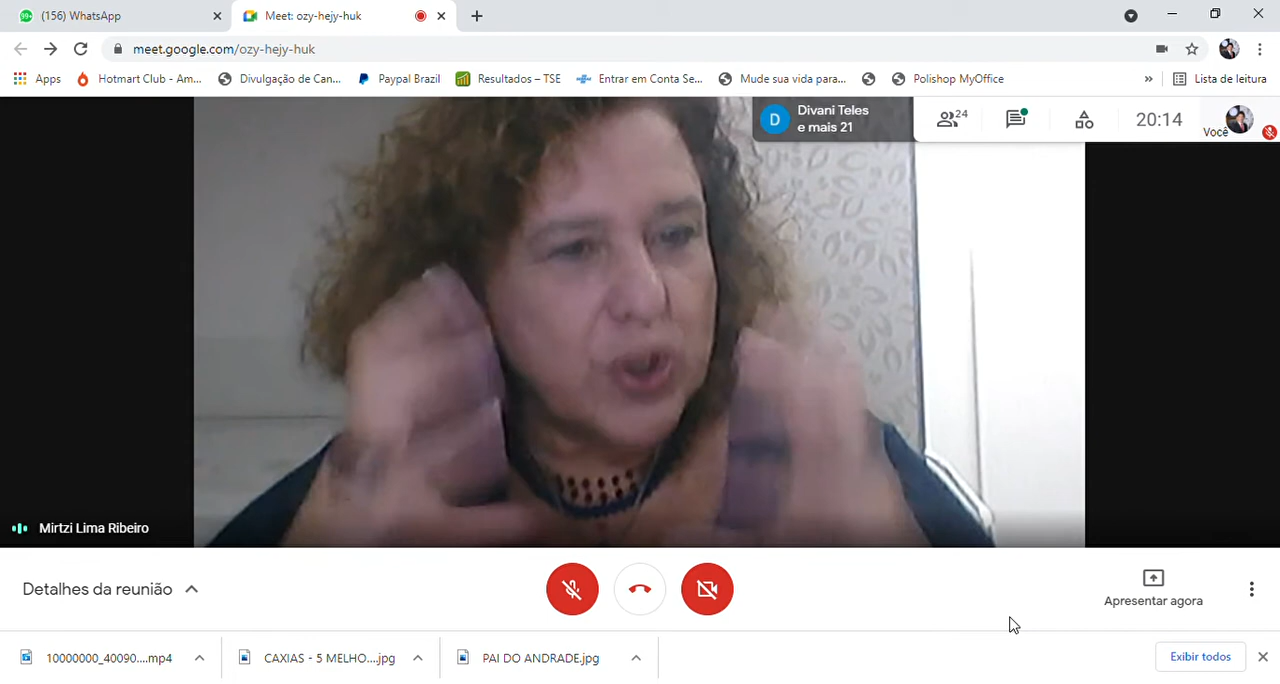 (156) WhatsApp
Meet: ozy-hejy-huk
meet.google.com/ozy-hejy-huk
Apps
Hotmart Club - Am...
Divulgação de Can...
Paypal Brazil
Resultados – TSE
Entrar em Conta Se...
Mude sua vida para...
Polishop MyOffice
»
Lista de leitura
D
Divani Teles
e mais 21
24
20:14
Você
Mirtzi Lima Ribeiro
Detalhes da reunião
Apresentar agora
10000000_40090....mp4
CAXIAS - 5 MELHO....jpg
PAI DO ANDRADE.jpg
Exibir todos